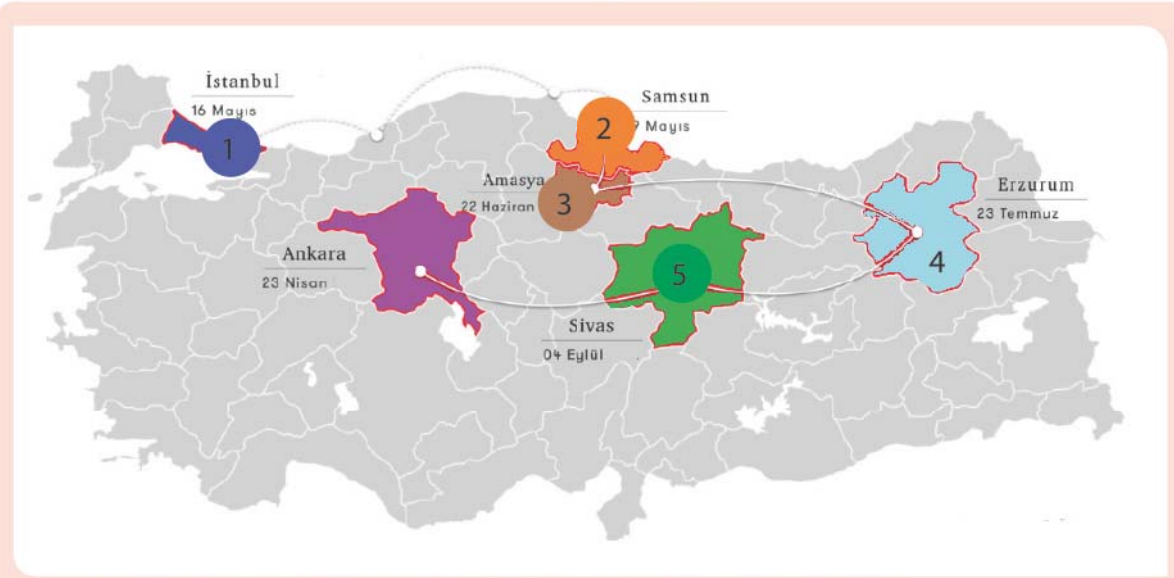 İstanbul
16 Mayıs
1
Samsun
9 Mayıs
2
Amasya
22 Haziran
3
Erzurum
23 Temmuz
4
Ankara
23 Nisan
5
Sivas
04 Eylül